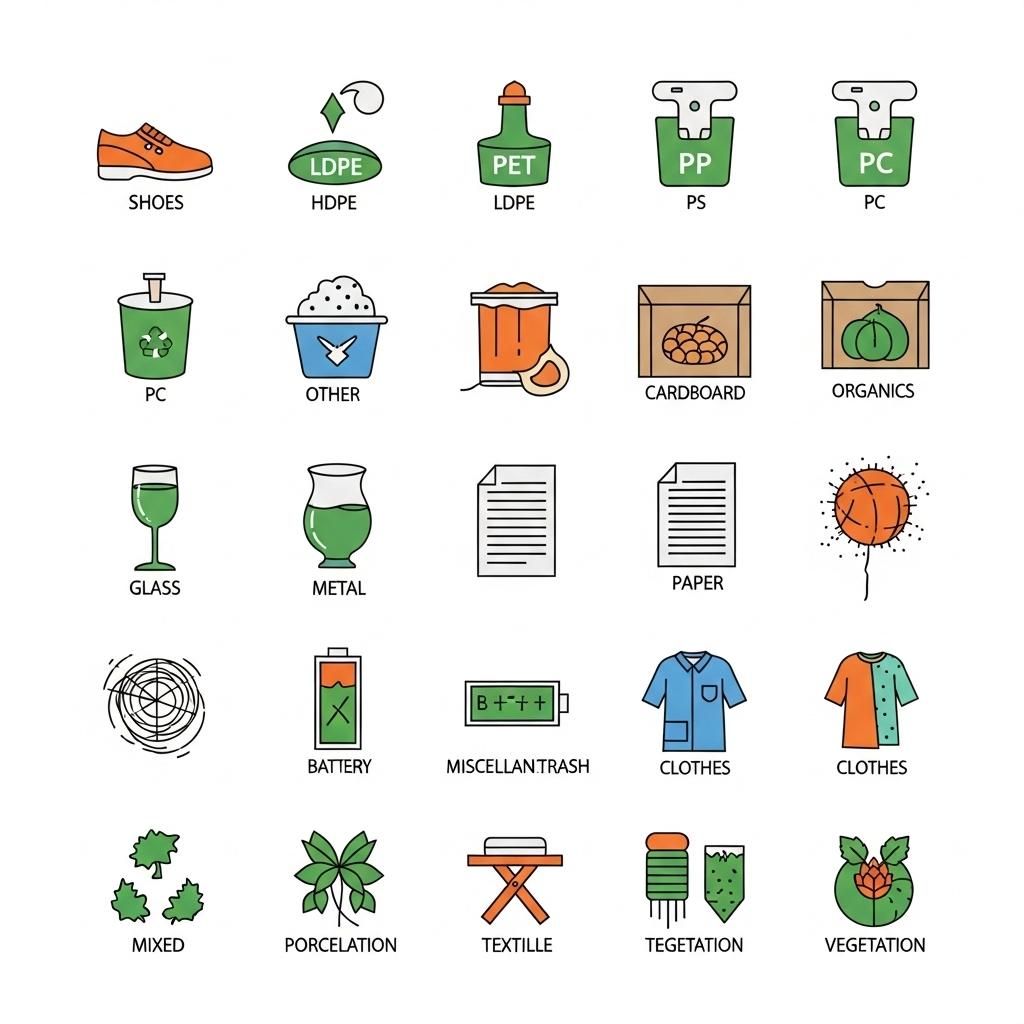 LDPE
PET
PP
PC
SHOES
HDPE
LDPE
PS
PC
PC
OTHER
CARDBOARD
ORGANICS
GLASS
METAL
PAPER
B +-++
BATTERY
MISCELLAN.TRASH
CLOTHES
CLOTHES
MIXED
PORCELATION
TEXTILLE
TEGETATION
VEGETATION